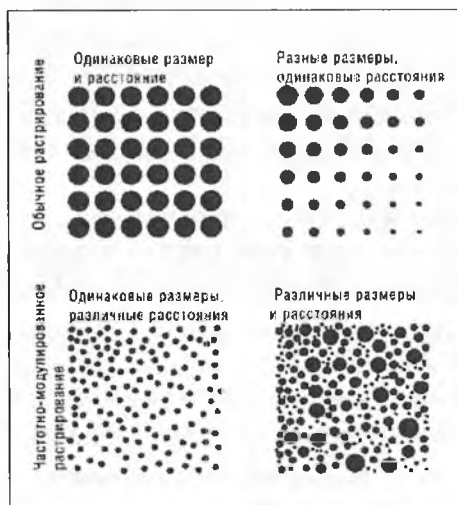 Обычное растрирование
Одинаковые размер
и расстояние
Разные размеры,
одинаковые расстояния
Частотно-модулированное
растрирование
Одинаковые размеры,
различные расстояния
Различные размеры
и расстояния